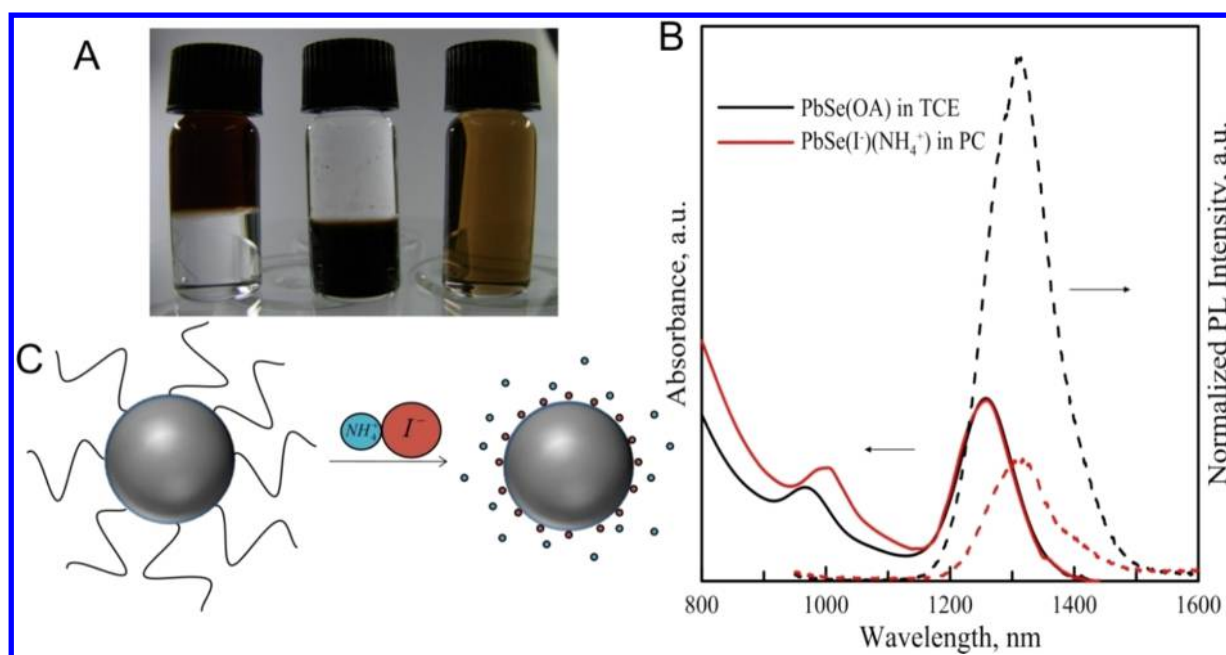 A
B
PbSe(OA) in TCE
PbSe(I⁻)(NH₄⁺) in PC
Absorbance, a.u.
Normalized PL Intensity, a.u.
800
1000
1200
1400
1600
Wavelength, nm
C
NH₄⁺
I⁻